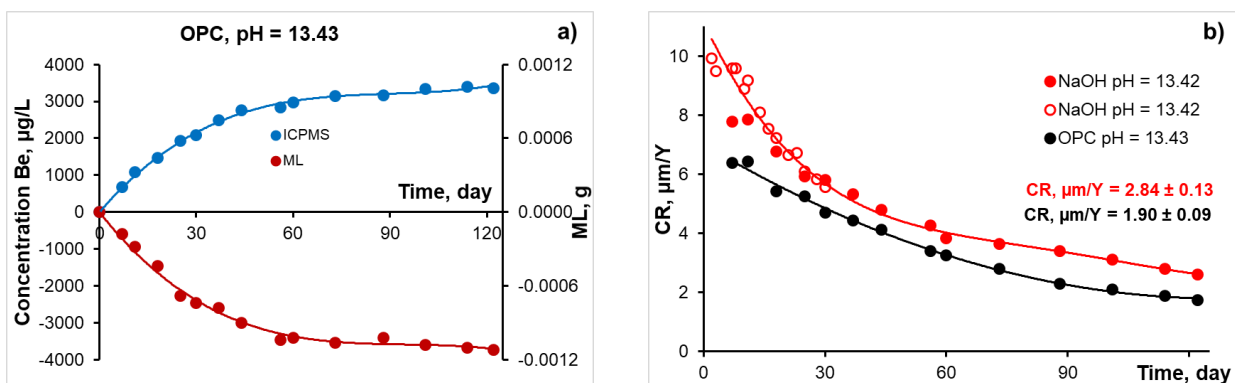 OPC, pH = 13.43
a)
4000
3000
2000
1000
0
-1000
-2000
-3000
-4000
Concentration Be, µg/L
0.0012
0.0006
0.0000
-0.0006
-0.0012
ML, g
ICPMS
ML
Time, day
0
30
60
90
120
b)
10
8
6
4
2
0
CR, µm/Y
NaOH pH = 13.42
NaOH pH = 13.42
OPC pH = 13.43
CR, µm/Y = 2.84 ± 0.13
CR, µm/Y = 1.90 ± 0.09
0
30
60
90
Time, day